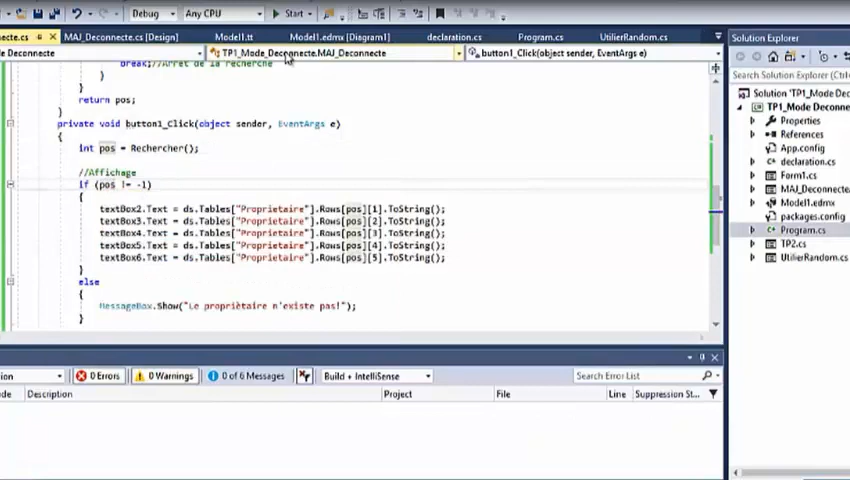 Debug Any CPU Start
necte.cs MAJ_Deconnecte.cs [Design] Model1.tt Model1.edmx [Diagram1] declaration.cs Program.cs UtilierRandom.cs
de Deconnecte TP1_Mode_Deconnecte.MAJ_Deconnecte button1_Click(object sender, EventArgs e)
break;//Arret de la recherche
}
}
return pos;
}
private void button1_Click(object sender, EventArgs e)
{
int pos = Rechercher();
//Affichage
if (pos != -1)
{
textBox2.Text = ds.Tables["Proprietaire"].Rows[pos][1].ToString();
textBox3.Text = ds.Tables["Proprietaire"].Rows[pos][2].ToString();
textBox4.Text = ds.Tables["Proprietaire"].Rows[pos][3].ToString();
textBox5.Text = ds.Tables["Proprietaire"].Rows[pos][4].ToString();
textBox6.Text = ds.Tables["Proprietaire"].Rows[pos][5].ToString();
}
else
{
MessageBox.Show("Le propriètaire n'existe pas!");
}
Solution Explorer
Search Solution Explorer
Solution 'TP1_Mode D
TP1_Mode Deconne
Properties
References
App.config
declaration.cs
Form1.cs
MAJ_Deconnecte
Model1.edmx
packages.config
Program.cs
TP2.cs
UtilierRandom.cs
ion 0 Errors 0 Warnings 0 of 6 Messages Build + IntelliSense Search Error List
ode Description Project File Line Suppression St...